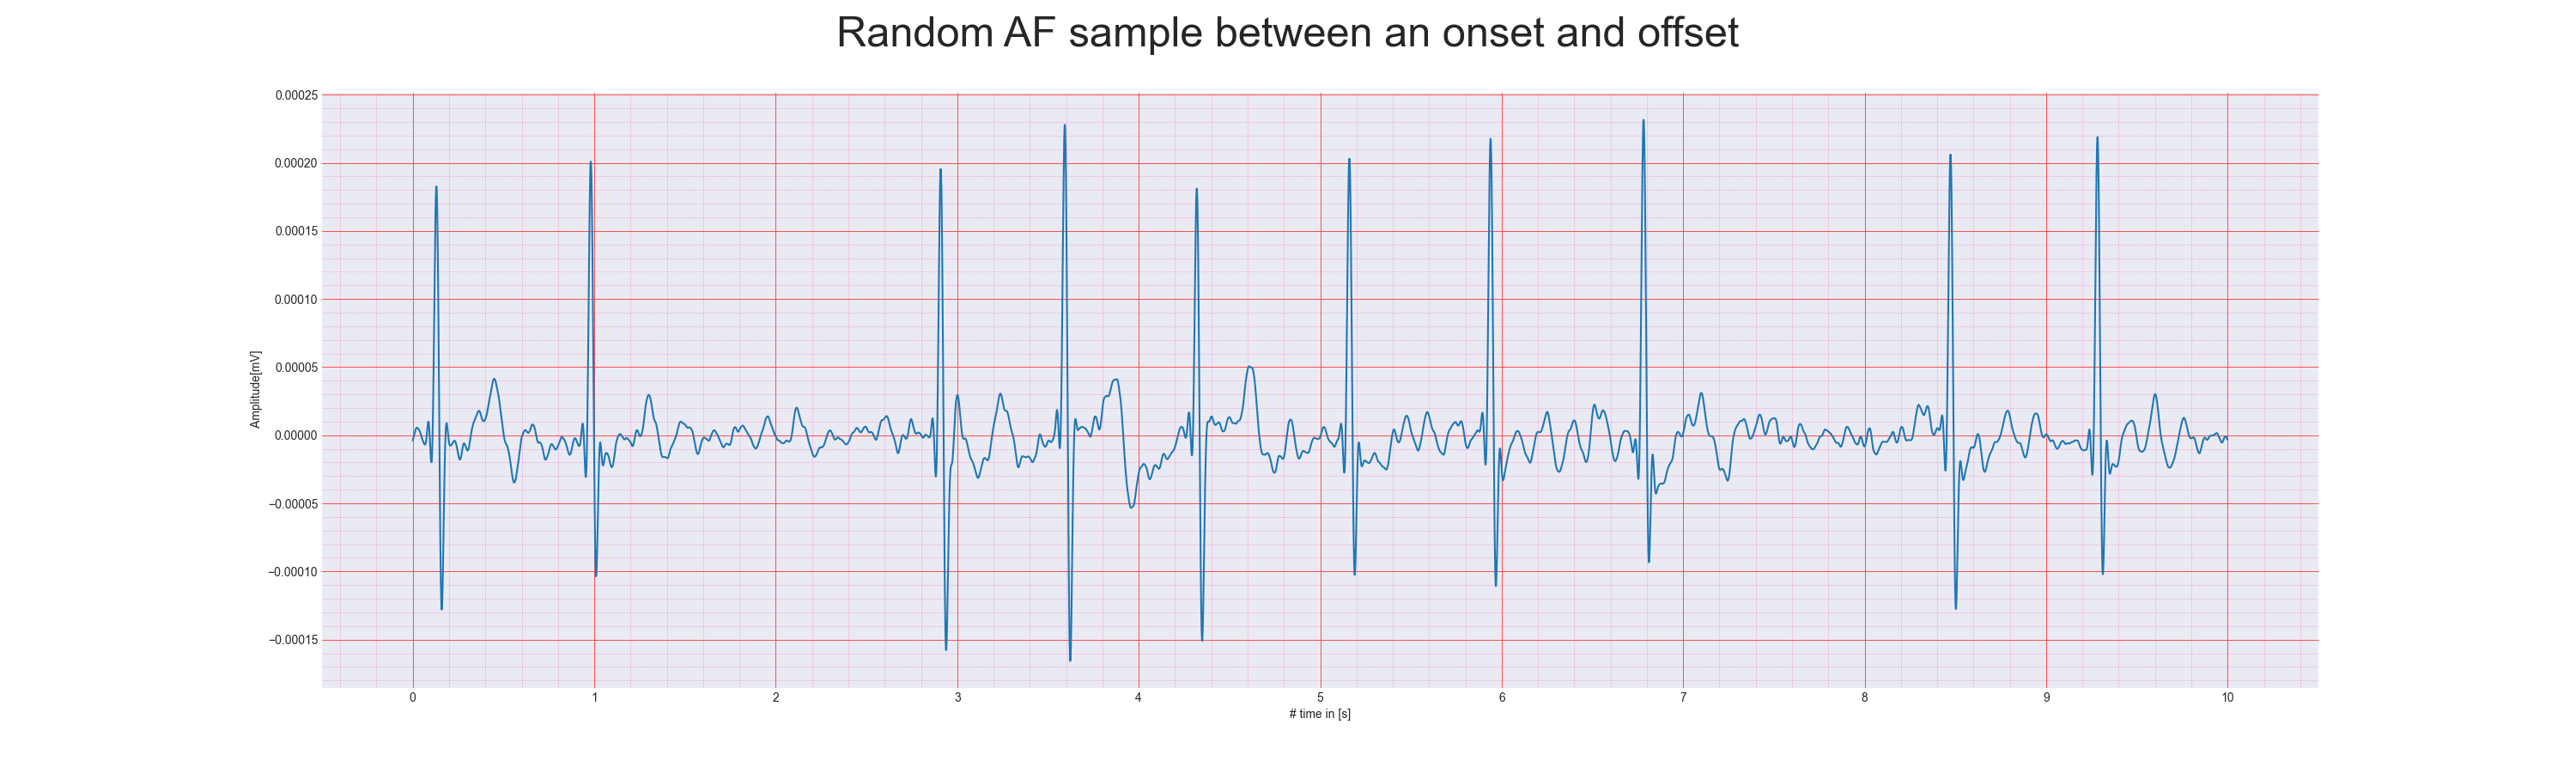 Random AF sample between an onset and offset
0.00025
0.00020
0.00015
0.00010
0.00005
0.00000
−0.00005
−0.00010
−0.00015
Amplitude[mV]
0 1 2 3 4 5 6 7 8 9 10
# time in [s]